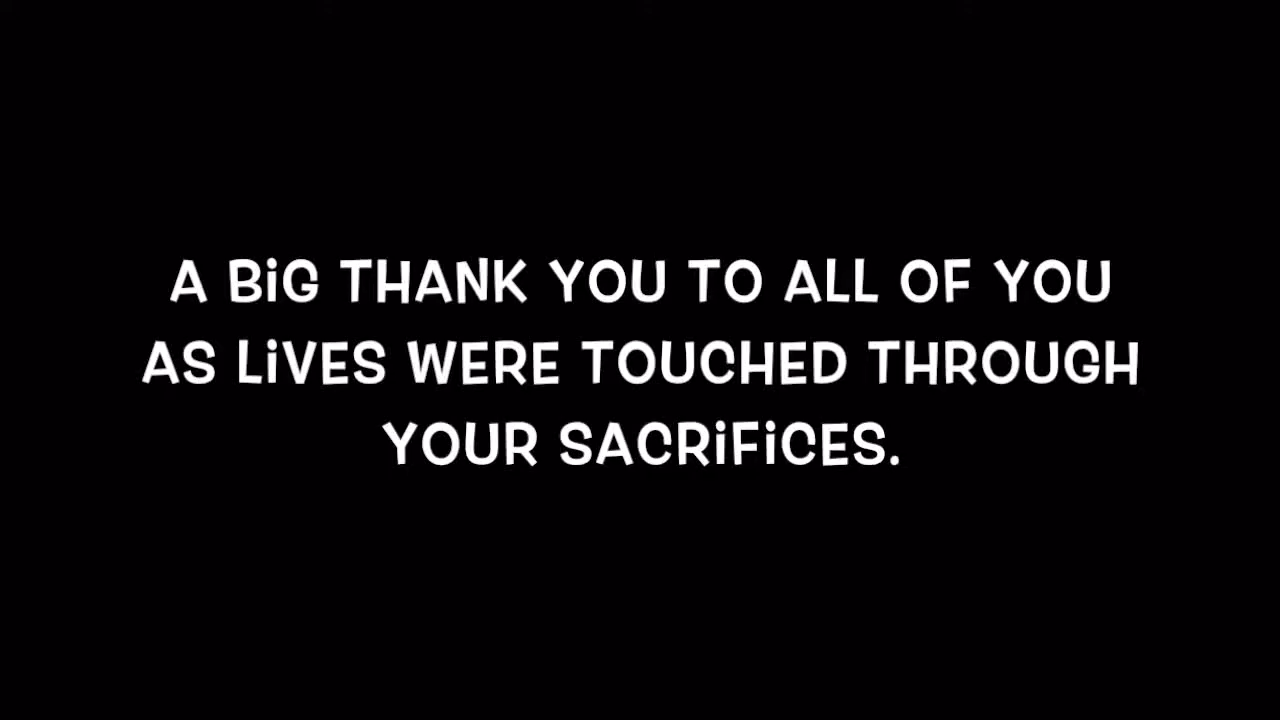 A BiG THANK YOU TO ALL OF YOU
AS LiVES WERE TOUCHED THROUGH
YOUR SACRiFiCES.